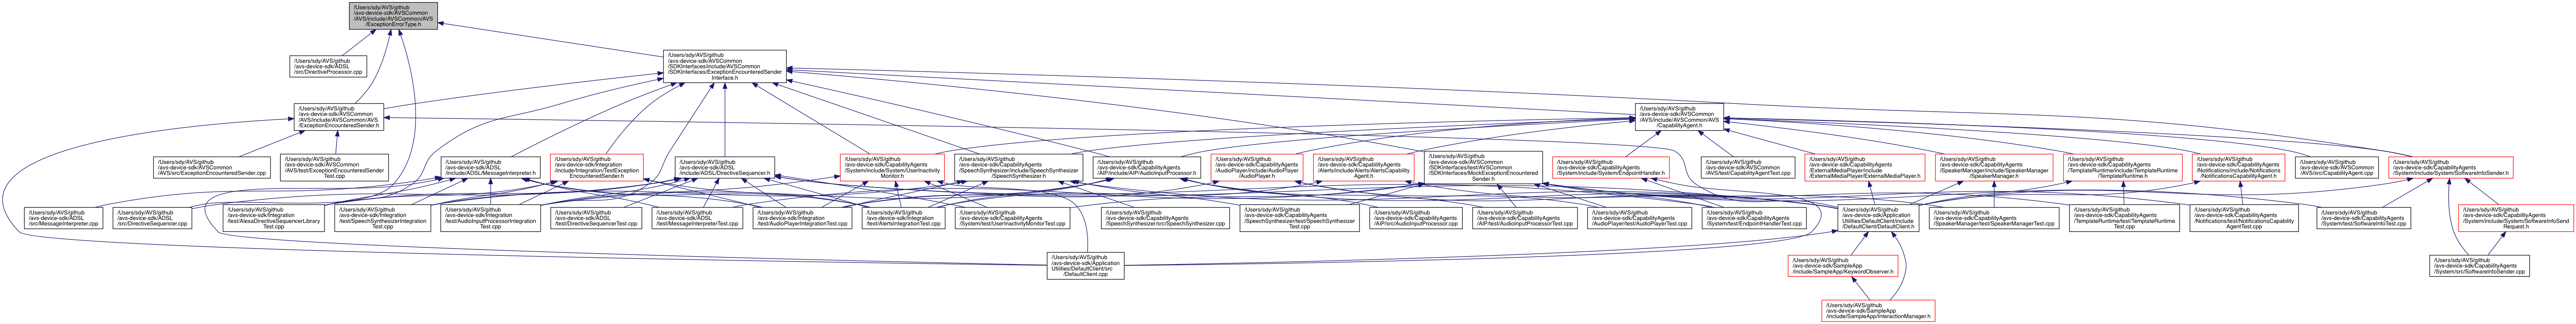 /Users/sdy/AVS/github
/avs-device-sdk/AVSCommon
/AVS/include/AVSCommon/AVS
/ExceptionErrorType.h
/Users/sdy/AVS/github
/avs-device-sdk/ADSL
/src/DirectiveProcessor.cpp
/Users/sdy/AVS/github
/avs-device-sdk/AVSCommon
/SDKInterfaces/include/AVSCommon
/SDKInterfaces/ExceptionEncounteredSender
Interface.h
/Users/sdy/AVS/github
/avs-device-sdk/AVSCommon
/AVS/include/AVSCommon/AVS
/ExceptionEncounteredSender.h
/Users/sdy/AVS/github
/avs-device-sdk/AVSCommon
/AVS/include/AVSCommon/AVS
/CapabilityAgent.h
/Users/sdy/AVS/github
/avs-device-sdk/AVSCommon
/AVS/src/ExceptionEncounteredSender.cpp
/Users/sdy/AVS/github
/avs-device-sdk/AVSCommon
/AVS/test/ExceptionEncounteredSender
Test.cpp
/Users/sdy/AVS/github
/avs-device-sdk/ADSL
/include/ADSL/MessageInterpreter.h
/Users/sdy/AVS/github
/avs-device-sdk/Integration
/include/Integration/TestException
EncounteredSender.h
/Users/sdy/AVS/github
/avs-device-sdk/ADSL
/include/ADSL/DirectiveSequencer.h
/Users/sdy/AVS/github
/avs-device-sdk/CapabilityAgents
/System/include/System/UserInactivity
Monitor.h
/Users/sdy/AVS/github
/avs-device-sdk/CapabilityAgents
/SpeechSynthesizer/include/SpeechSynthesizer
/SpeechSynthesizer.h
/Users/sdy/AVS/github
/avs-device-sdk/CapabilityAgents
/AIP/include/AIP/AudioInputProcessor.h
/Users/sdy/AVS/github
/avs-device-sdk/CapabilityAgents
/AudioPlayer/include/AudioPlayer
/AudioPlayer.h
/Users/sdy/AVS/github
/avs-device-sdk/CapabilityAgents
/Alerts/include/Alerts/AlertsCapability
Agent.h
/Users/sdy/AVS/github
/avs-device-sdk/AVSCommon
/SDKInterfaces/test/AVSCommon
/SDKInterfaces/MockExceptionEncountered
Sender.h
/Users/sdy/AVS/github
/avs-device-sdk/CapabilityAgents
/System/include/System/EndpointHandler.h
/Users/sdy/AVS/github
/avs-device-sdk/AVSCommon
/AVS/test/CapabilityAgentTest.cpp
/Users/sdy/AVS/github
/avs-device-sdk/CapabilityAgents
/ExternalMediaPlayer/include
/ExternalMediaPlayer/ExternalMediaPlayer.h
/Users/sdy/AVS/github
/avs-device-sdk/CapabilityAgents
/SpeakerManager/include/SpeakerManager
/SpeakerManager.h
/Users/sdy/AVS/github
/avs-device-sdk/CapabilityAgents
/TemplateRuntime/include/TemplateRuntime
/TemplateRuntime.h
/Users/sdy/AVS/github
/avs-device-sdk/CapabilityAgents
/Notifications/include/Notifications
/NotificationsCapabilityAgent.h
/Users/sdy/AVS/github
/avs-device-sdk/AVSCommon
/AVS/src/CapabilityAgent.cpp
/Users/sdy/AVS/github
/avs-device-sdk/CapabilityAgents
/System/include/System/SoftwareInfoSender.h
/Users/sdy/AVS/github
/avs-device-sdk/ADSL
/src/MessageInterpreter.cpp
/Users/sdy/AVS/github
/avs-device-sdk/ADSL
/src/DirectiveSequencer.cpp
/Users/sdy/AVS/github
/avs-device-sdk/Integration
/test/AlexaDirectiveSequencerLibrary
Test.cpp
/Users/sdy/AVS/github
/avs-device-sdk/Integration
/test/SpeechSynthesizerIntegration
Test.cpp
/Users/sdy/AVS/github
/avs-device-sdk/Integration
/test/AudioInputProcessorIntegration
Test.cpp
/Users/sdy/AVS/github
/avs-device-sdk/ADSL
/test/DirectiveSequencerTest.cpp
/Users/sdy/AVS/github
/avs-device-sdk/ADSL
/test/MessageInterpreterTest.cpp
/Users/sdy/AVS/github
/avs-device-sdk/Integration
/test/AudioPlayerIntegrationTest.cpp
/Users/sdy/AVS/github
/avs-device-sdk/Integration
/test/AlertsIntegrationTest.cpp
/Users/sdy/AVS/github
/avs-device-sdk/CapabilityAgents
/System/test/UserInactivityMonitorTest.cpp
/Users/sdy/AVS/github
/avs-device-sdk/CapabilityAgents
/SpeechSynthesizer/src/SpeechSynthesizer.cpp
/Users/sdy/AVS/github
/avs-device-sdk/CapabilityAgents
/SpeechSynthesizer/test/SpeechSynthesizer
Test.cpp
/Users/sdy/AVS/github
/avs-device-sdk/CapabilityAgents
/AIP/src/AudioInputProcessor.cpp
/Users/sdy/AVS/github
/avs-device-sdk/CapabilityAgents
/AIP/test/AudioInputProcessorTest.cpp
/Users/sdy/AVS/github
/avs-device-sdk/CapabilityAgents
/AudioPlayer/test/AudioPlayerTest.cpp
/Users/sdy/AVS/github
/avs-device-sdk/CapabilityAgents
/System/test/EndpointHandlerTest.cpp
/Users/sdy/AVS/github
/avs-device-sdk/Application
Utilities/DefaultClient/include
/DefaultClient/DefaultClient.h
/Users/sdy/AVS/github
/avs-device-sdk/CapabilityAgents
/SpeakerManager/test/SpeakerManagerTest.cpp
/Users/sdy/AVS/github
/avs-device-sdk/CapabilityAgents
/TemplateRuntime/test/TemplateRuntime
Test.cpp
/Users/sdy/AVS/github
/avs-device-sdk/CapabilityAgents
/Notifications/test/NotificationsCapability
AgentTest.cpp
/Users/sdy/AVS/github
/avs-device-sdk/CapabilityAgents
/System/test/SoftwareInfoTest.cpp
/Users/sdy/AVS/github
/avs-device-sdk/CapabilityAgents
/System/include/System/SoftwareInfoSend
Request.h
/Users/sdy/AVS/github
/avs-device-sdk/Application
Utilities/DefaultClient/src
/DefaultClient.cpp
/Users/sdy/AVS/github
/avs-device-sdk/SampleApp
/include/SampleApp/KeywordObserver.h
/Users/sdy/AVS/github
/avs-device-sdk/CapabilityAgents
/System/src/SoftwareInfoSender.cpp
/Users/sdy/AVS/github
/avs-device-sdk/SampleApp
/include/SampleApp/InteractionManager.h